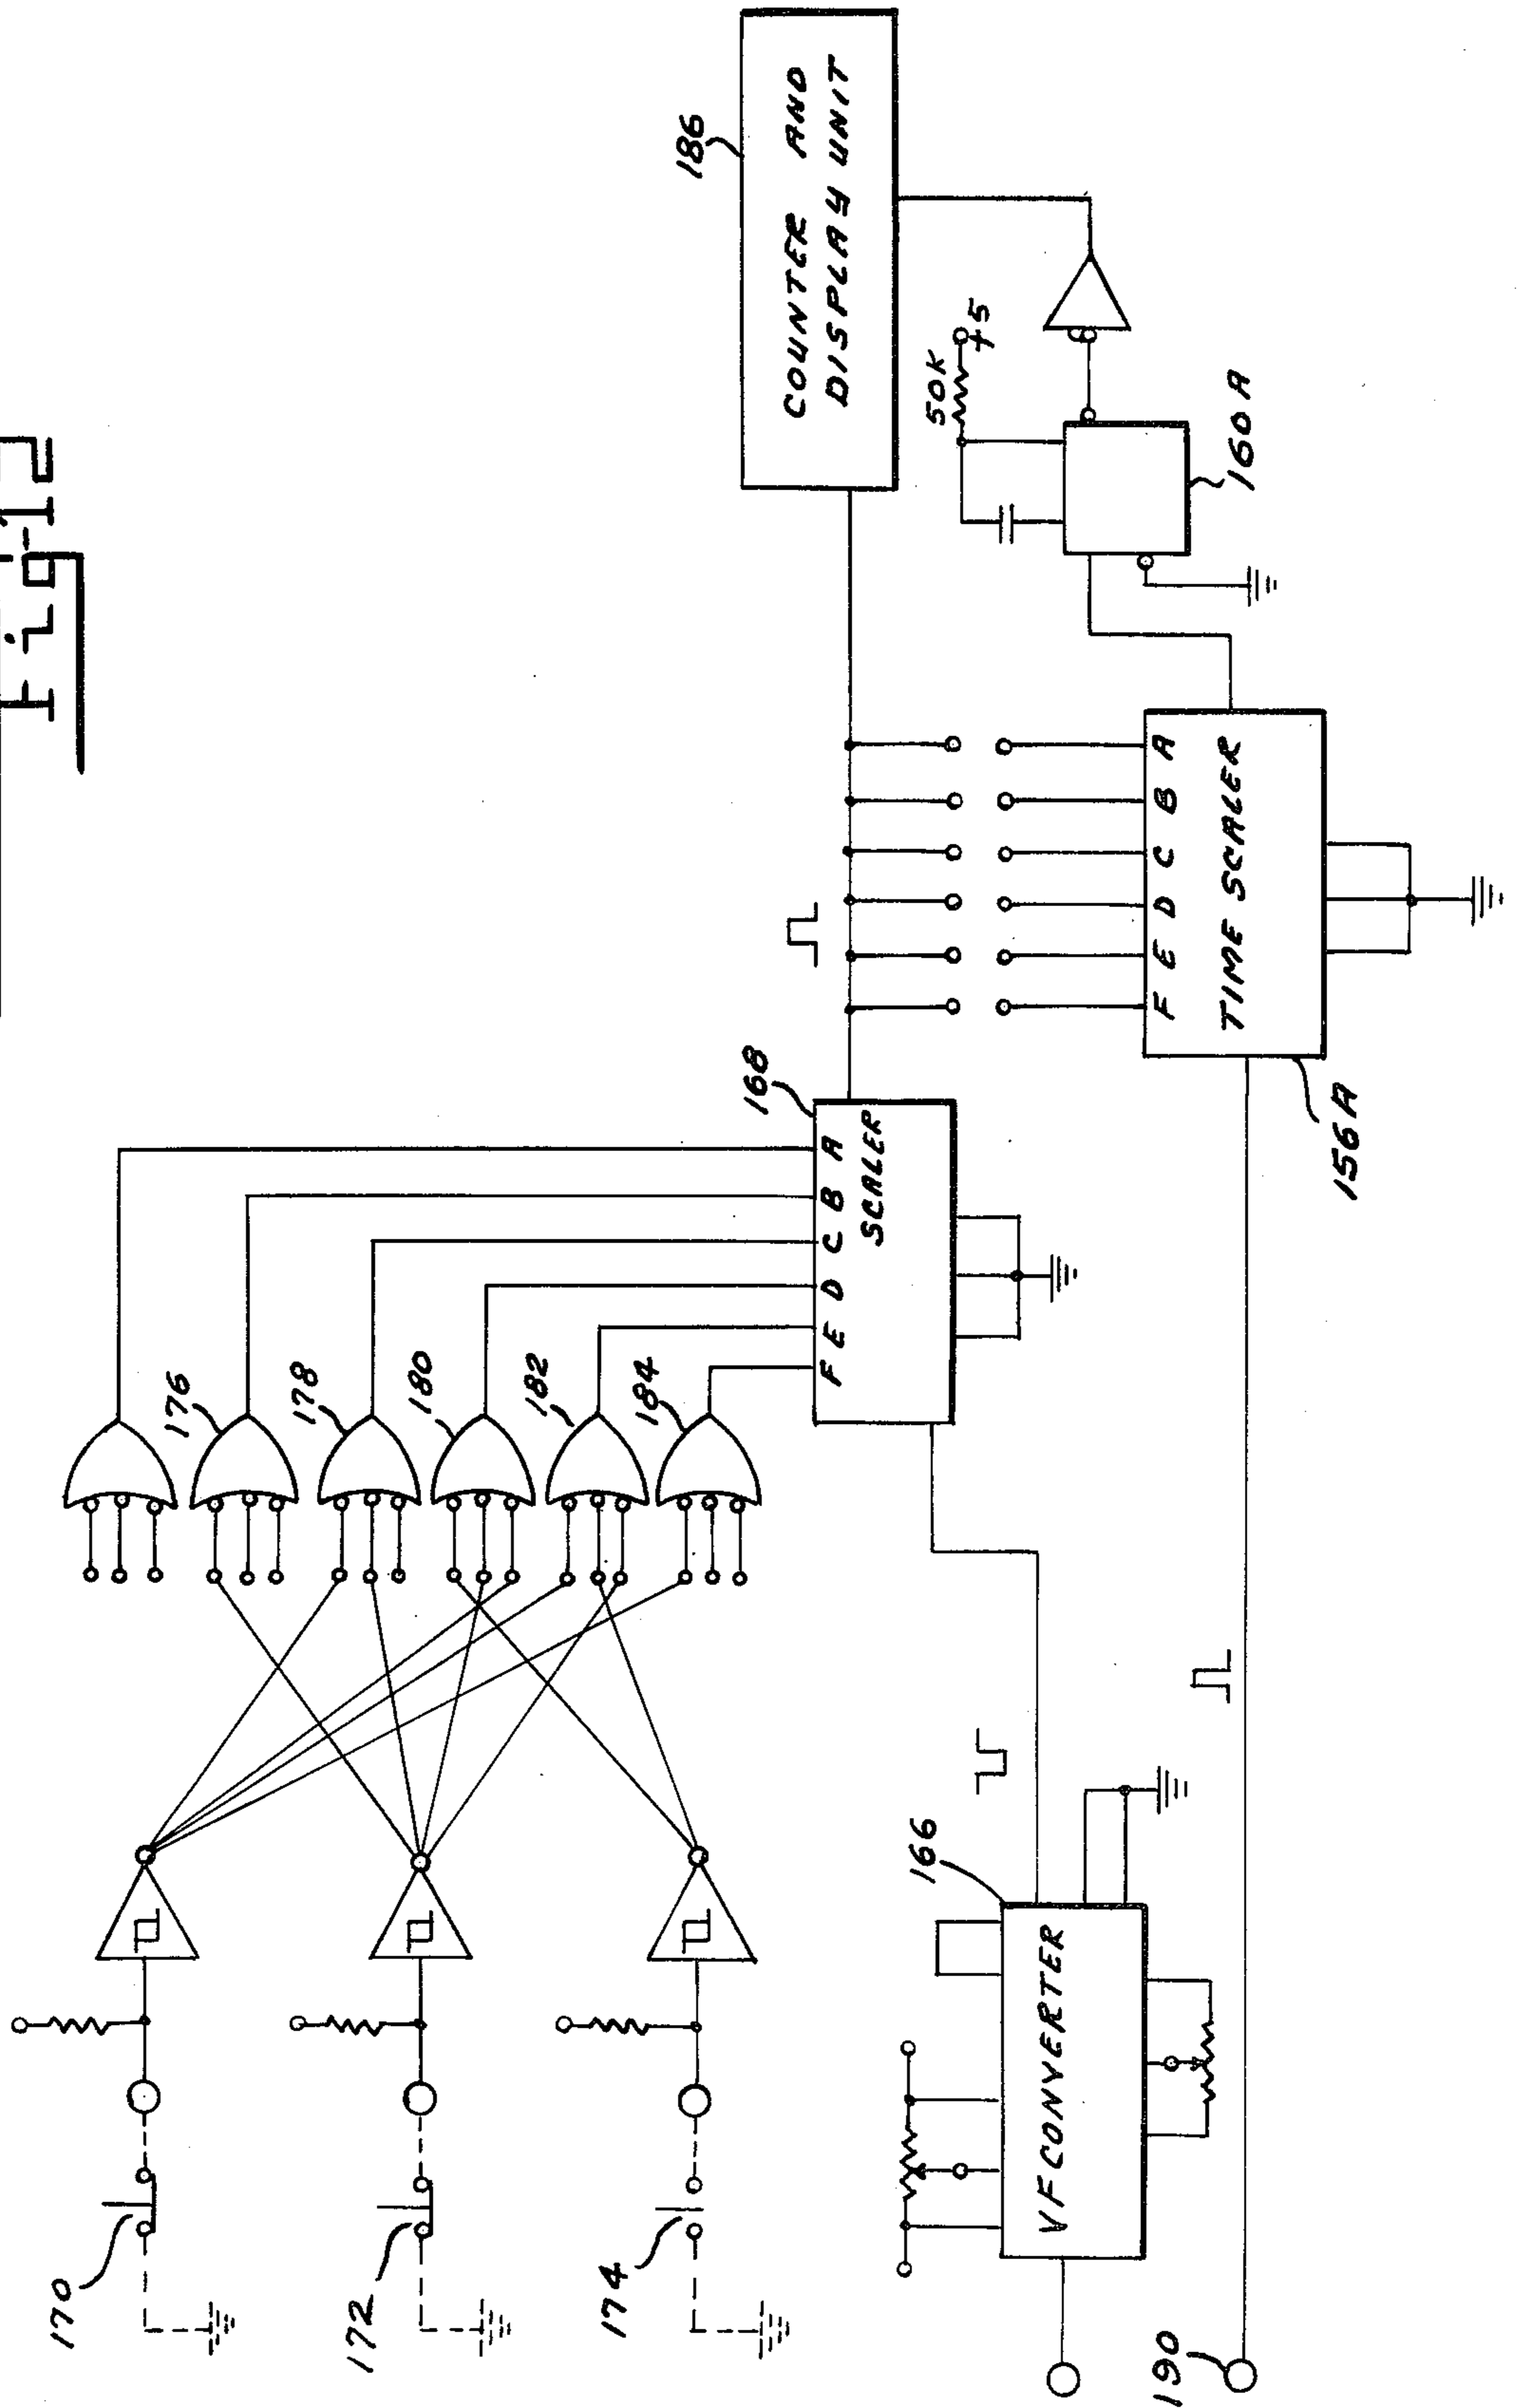 Fig-12
170
172
174
176
178
180
182
184
F E D C B A
SCALER
168
186
COUNTER AND
DISPLAY UNIT
50K
+5
160A
F E D C B A
TIME SCALER
156A
166
VF CONVERTER
190